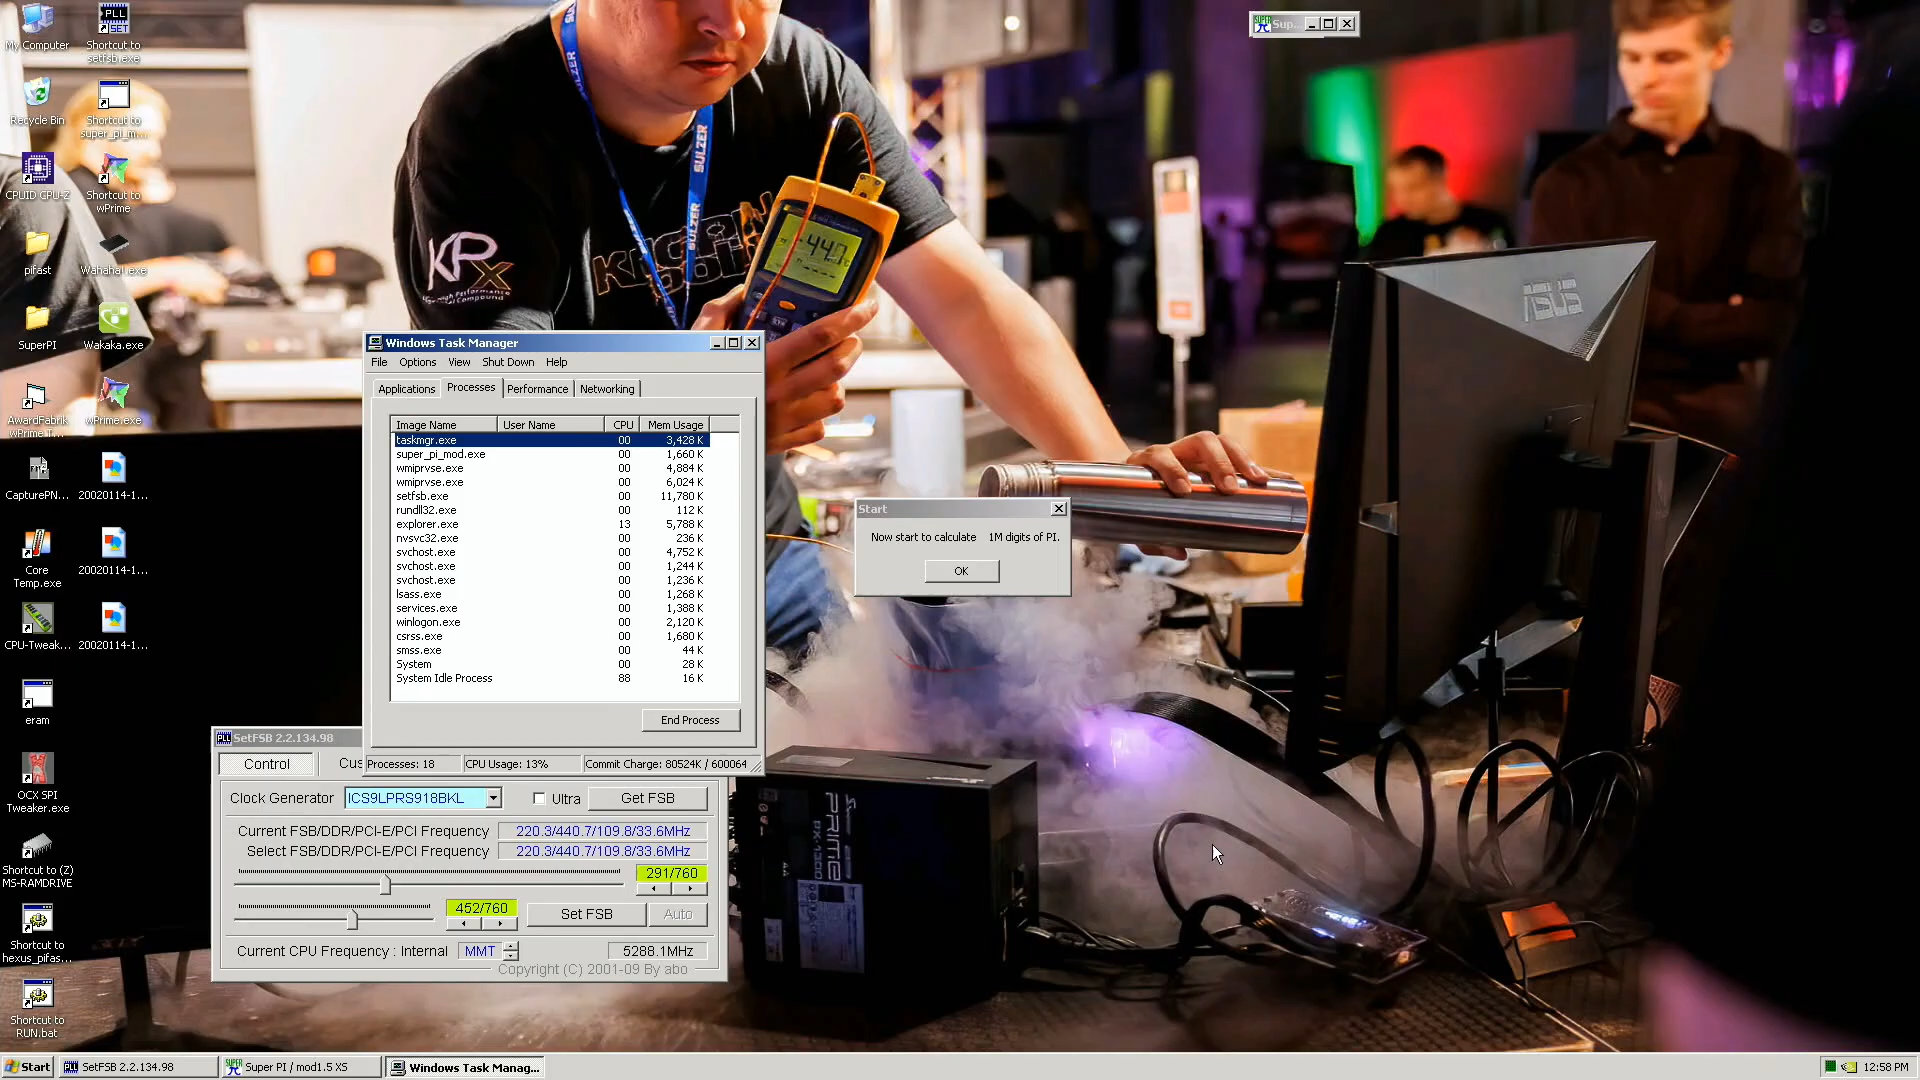 My Computer
Shortcut to
setfsb.exe
Recycle Bin
Shortcut to
super_pi_m...
CPUID CPU-Z
Shortcut to
wPrime
pifast
Wahaha!.exe
SuperPI
Wakaka.exe
AwardFabrik
wPrime T...
wPrime.exe
CapturePN...
20020114-1...
Core
Temp.exe
20020114-1...
CPU-Tweak...
20020114-1...
eram
OCX SPI
Tweaker.exe
Shortcut to (Z)
MS-RAMDRIVE
Shortcut to
hexus_pifas...
Shortcut to
RUN.bat
Sup...
SULZER
SULZER
KPx
ASUS
PRIME
Windows Task Manager
File Options View Shut Down Help
Applications Processes Performance Networking
Image Name User Name CPU Mem Usage
taskmgr.exe 00 3,428 K
super_pi_mod.exe 00 1,660 K
wmiprvse.exe 00 4,884 K
wmiprvse.exe 00 6,024 K
setfsb.exe 00 11,780 K
rundll32.exe 00 112 K
explorer.exe 13 5,788 K
nvsvc32.exe 00 236 K
svchost.exe 00 4,752 K
svchost.exe 00 1,244 K
svchost.exe 00 1,236 K
lsass.exe 00 1,268 K
services.exe 00 1,388 K
winlogon.exe 00 2,120 K
csrss.exe 00 1,680 K
smss.exe 00 44 K
System 00 28 K
System Idle Process 88 16 K
End Process
Processes: 18 CPU Usage: 13% Commit Charge: 80524K / 600064
Start
Now start to calculate 1M digits of PI.
OK
SetFSB 2.2.134.98
Control Cus
Clock Generator ICS9LPRS918BKL Ultra Get FSB
Current FSB/DDR/PCI-E/PCI Frequency 220.3/440.7/109.8/33.6MHz
Select FSB/DDR/PCI-E/PCI Frequency 220.3/440.7/109.8/33.6MHz
291/760
452/760 Set FSB Auto
Current CPU Frequency : Internal MMT 5288.1MHz
Copyright (C) 2001-09 By abo
Start SetFSB 2.2.134.98 Super PI / mod1.5 XS Windows Task Manag... 12:58 PM